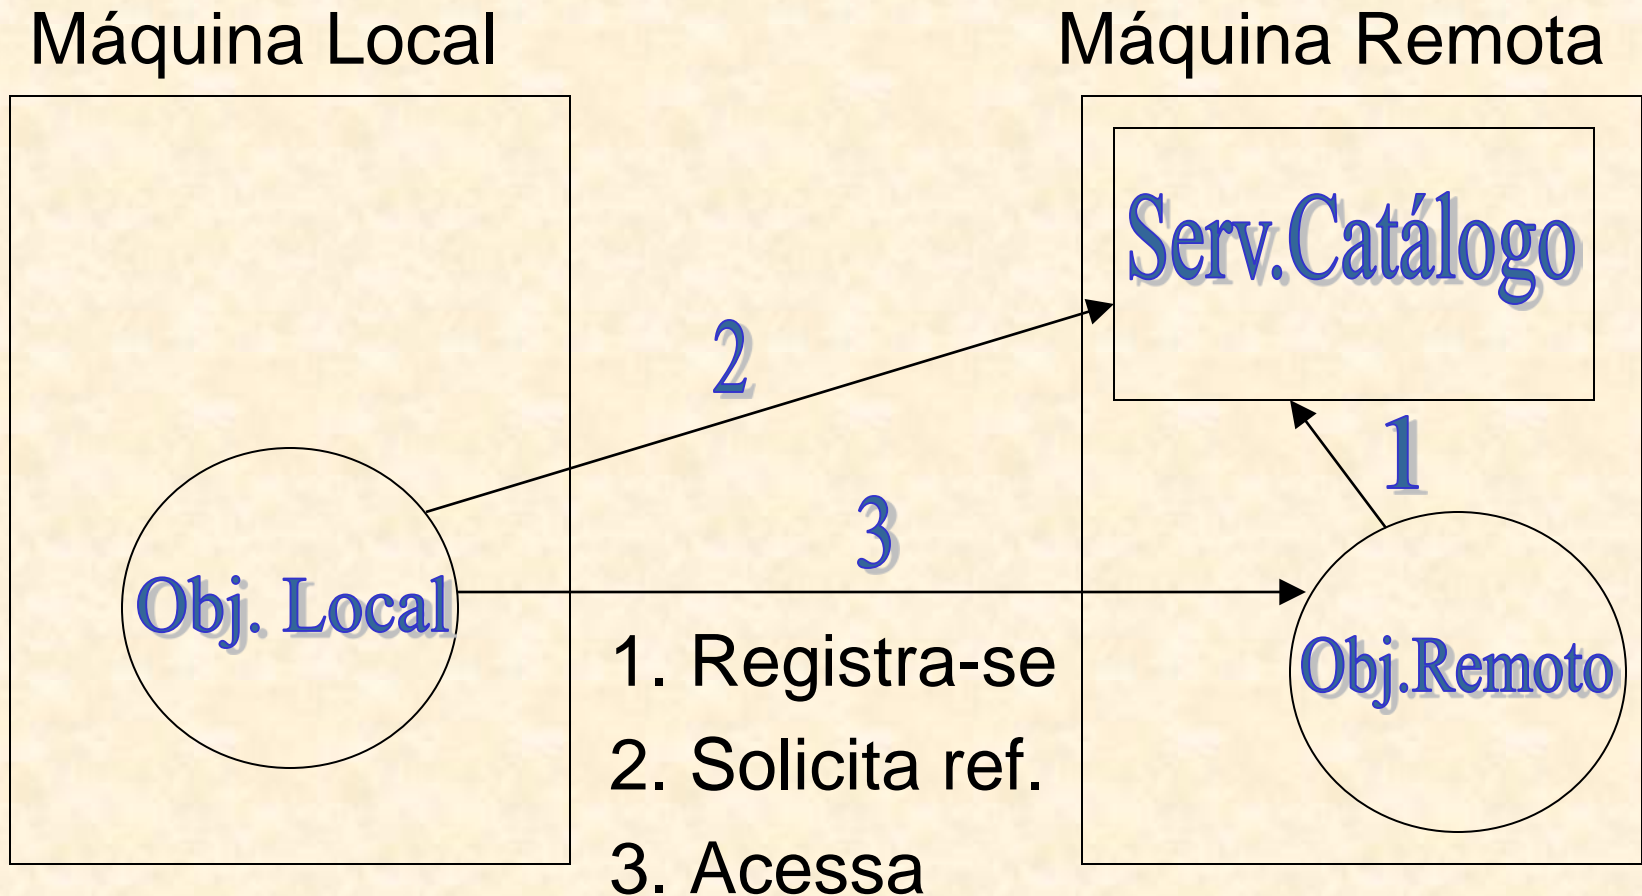 Máquina Local
Máquina Remota
Serv.Catálogo
2
1
3
Obj. Local
Obj.Remoto
1. Registra-se
2. Solicita ref.
3. Acessa